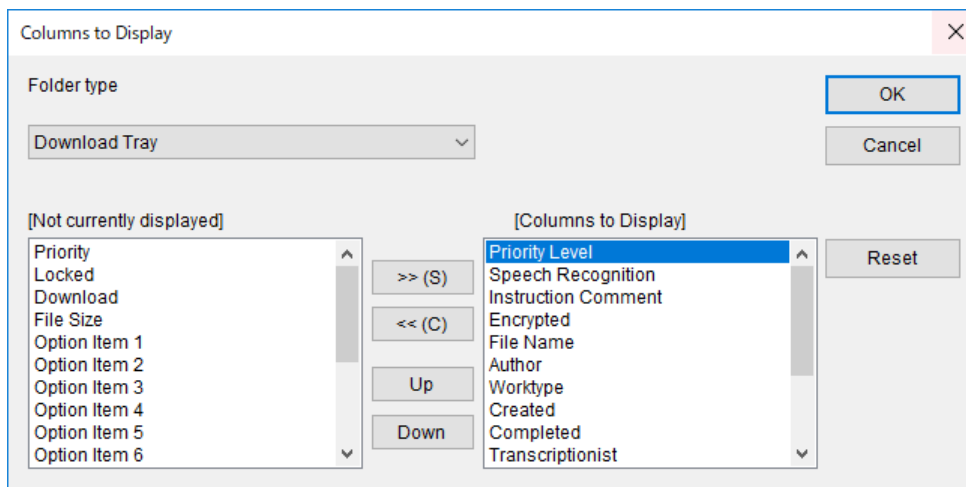 Columns to Display
Folder type
OK
Download Tray
Cancel
[Not currently displayed]
[Columns to Display]
Priority
Locked
Download
File Size
Option Item 1
Option Item 2
Option Item 3
Option Item 4
Option Item 5
Option Item 6
>> (S)
<< (C)
Up
Down
Priority Level
Speech Recognition
Instruction Comment
Encrypted
File Name
Author
Worktype
Created
Completed
Transcriptionist
Reset